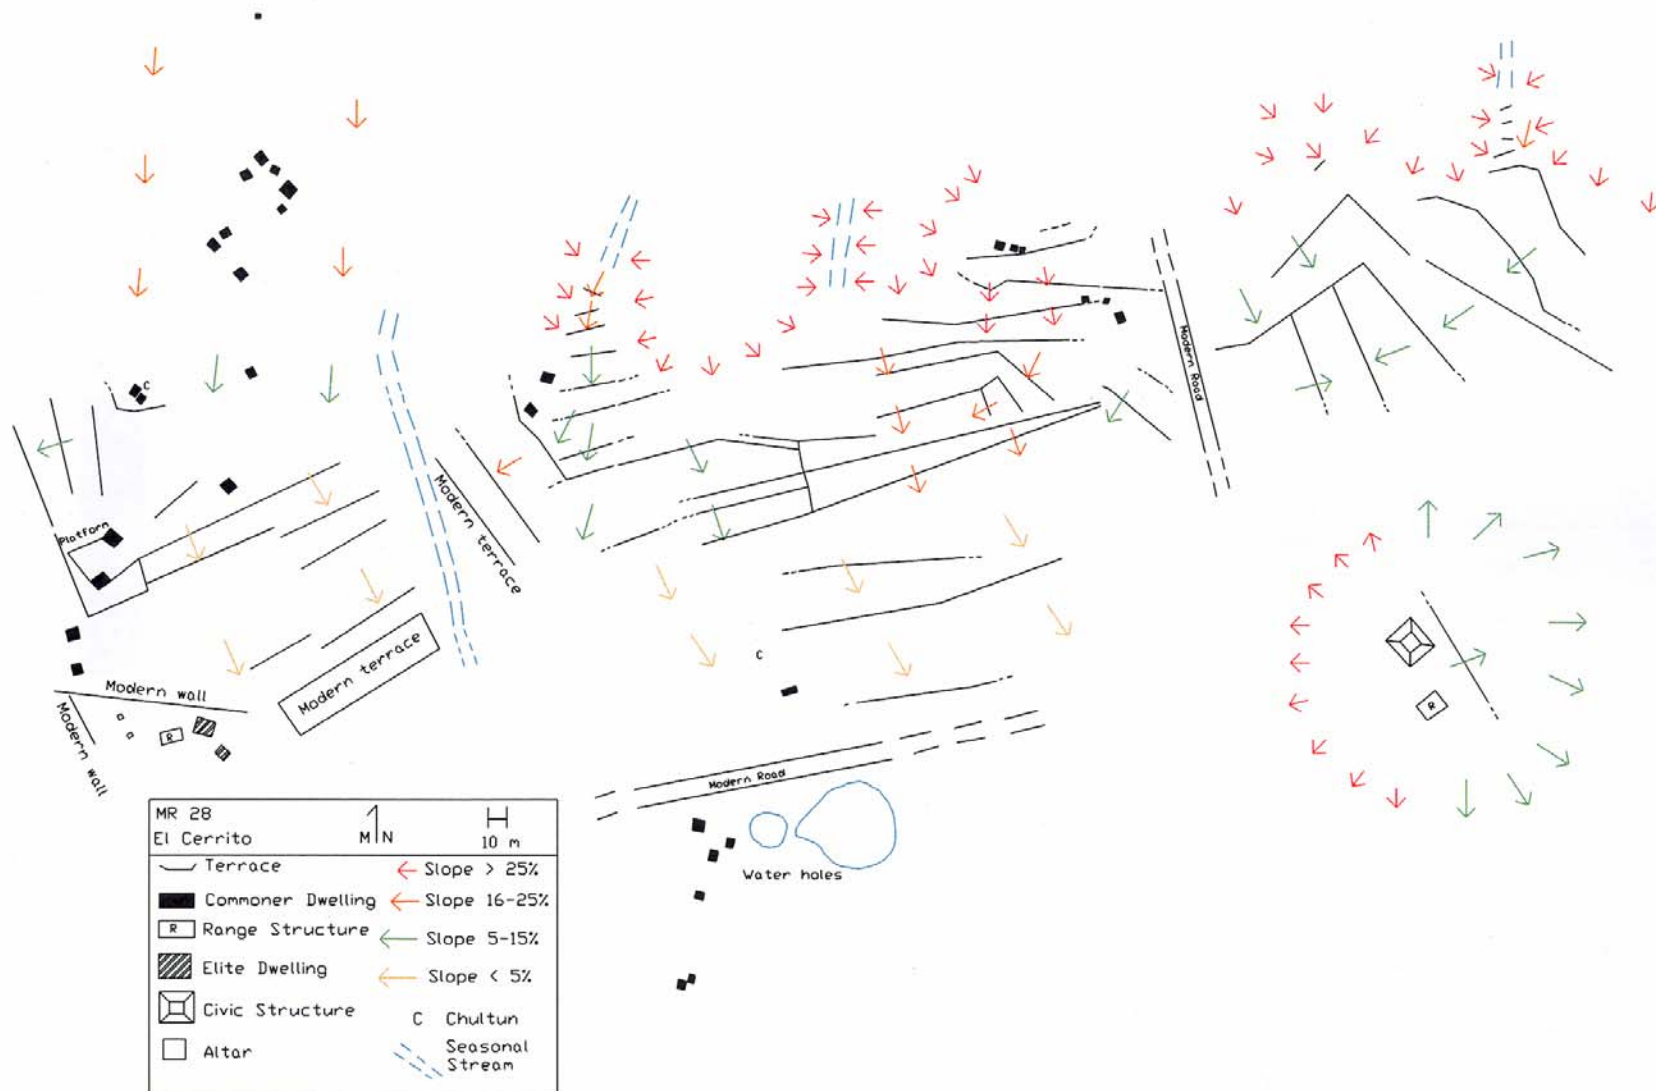 C
Modern Road
Platform
Modern terrace
Modern terrace
C
Modern wall
Modern wall
R
R
Modern Road
Water holes
MR 28
El Cerrito
M N
10 m
Terrace
Slope > 25%
Commoner Dwelling
Slope 16-25%
R
Range Structure
Slope 5-15%
Elite Dwelling
Slope < 5%
Civic Structure
C Chultun
Altar
Seasonal
Stream